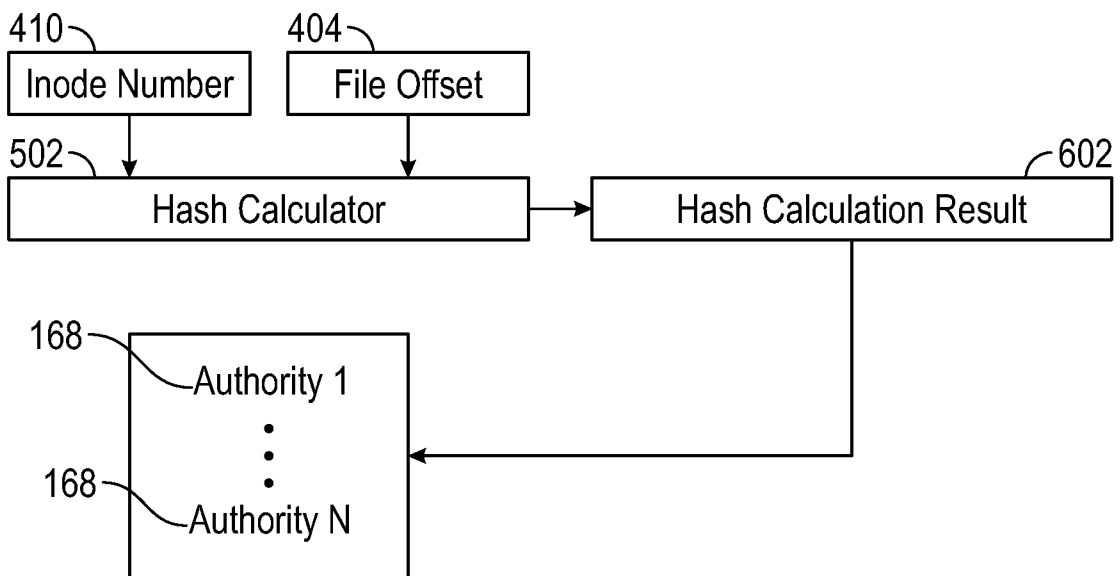 410
404
Inode Number
File Offset
502
602
Hash Calculator
Hash Calculation Result
168
Authority 1
168
Authority N